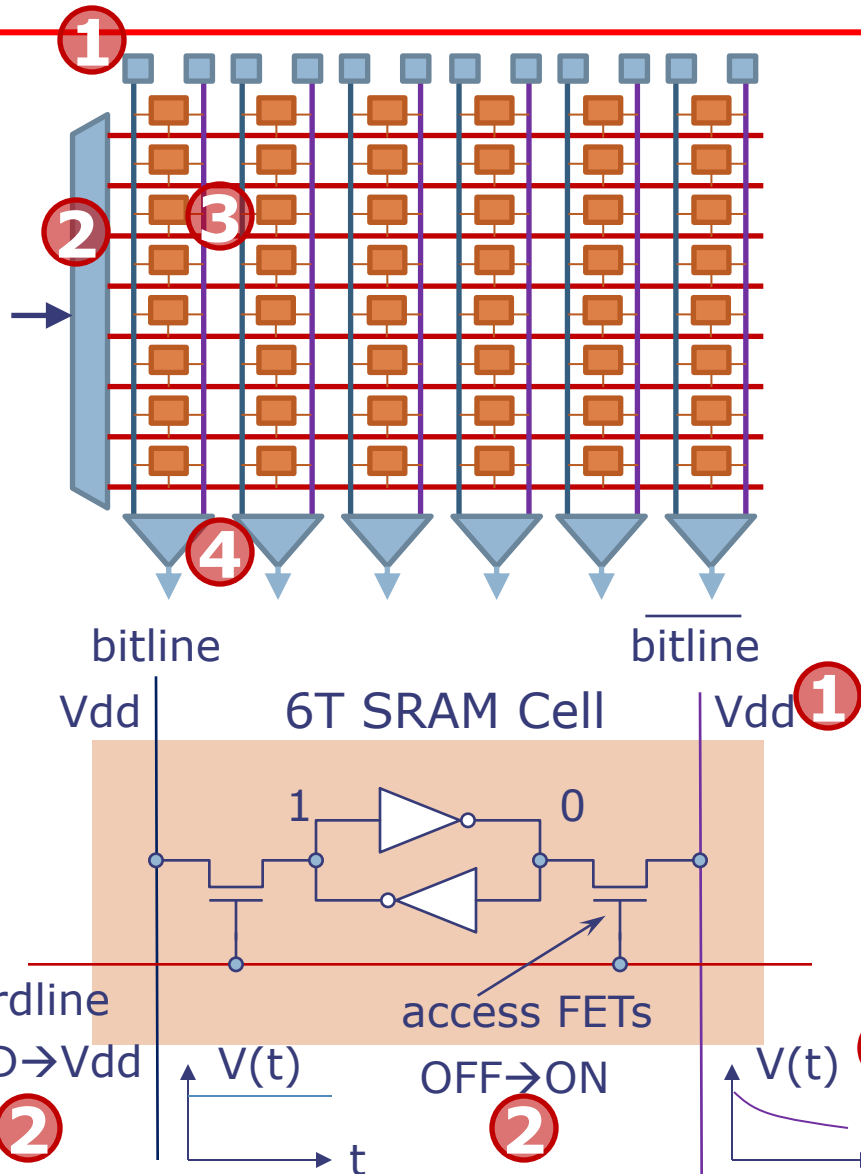 1
2
3
4
bitline
bitline
Vdd
6T SRAM Cell
Vdd
1
1
0
rdline
access FETs
D→Vdd
V(t)
OFF→ON
V(t)
2
2
t